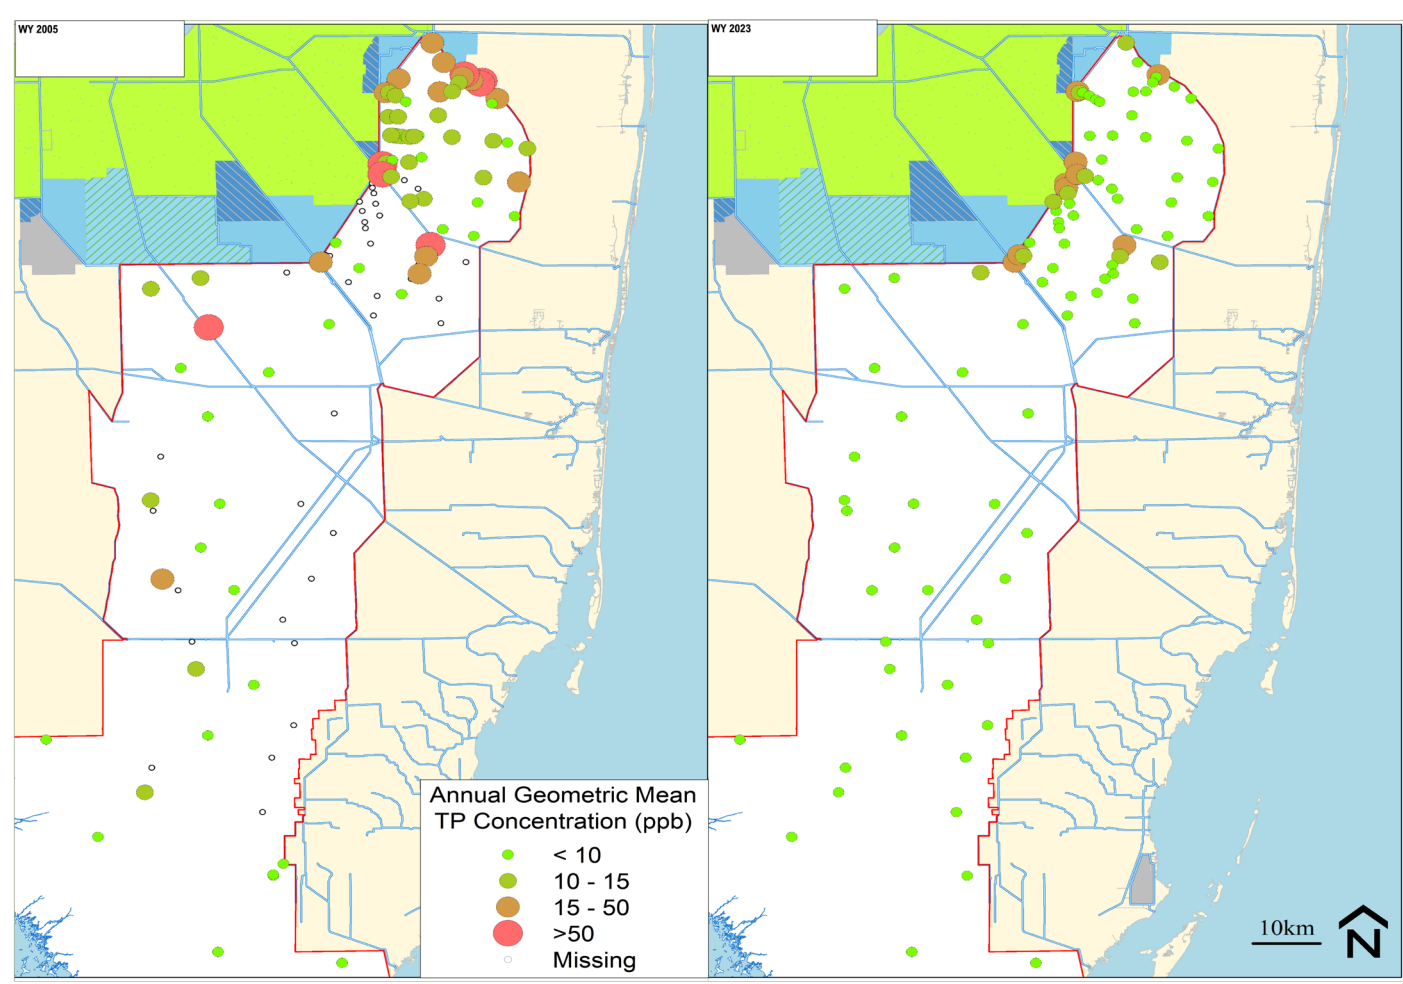 WY 2005
WY 2023
Annual Geometric Mean
TP Concentration (ppb)
< 10
10 - 15
15 - 50
>50
Missing
10km
N